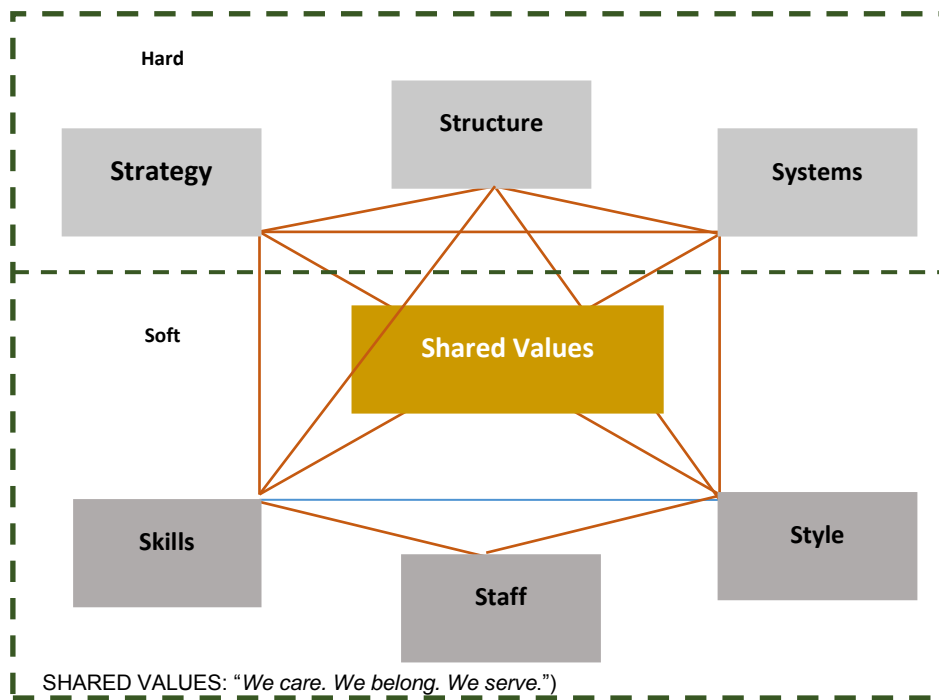 Hard
Structure
Strategy
Systems
Soft
Shared Values
Skills
Style
Staff
SHARED VALUES: “We care. We belong. We serve.”)